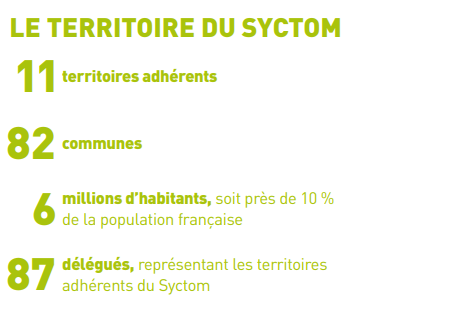 LE TERRITOIRE DU SYCTOM
11 territoires adhérents
82 communes
6 millions d’habitants, soit près de 10 %
de la population française
87 délégués, représentant les territoires
adhérents du Syctom